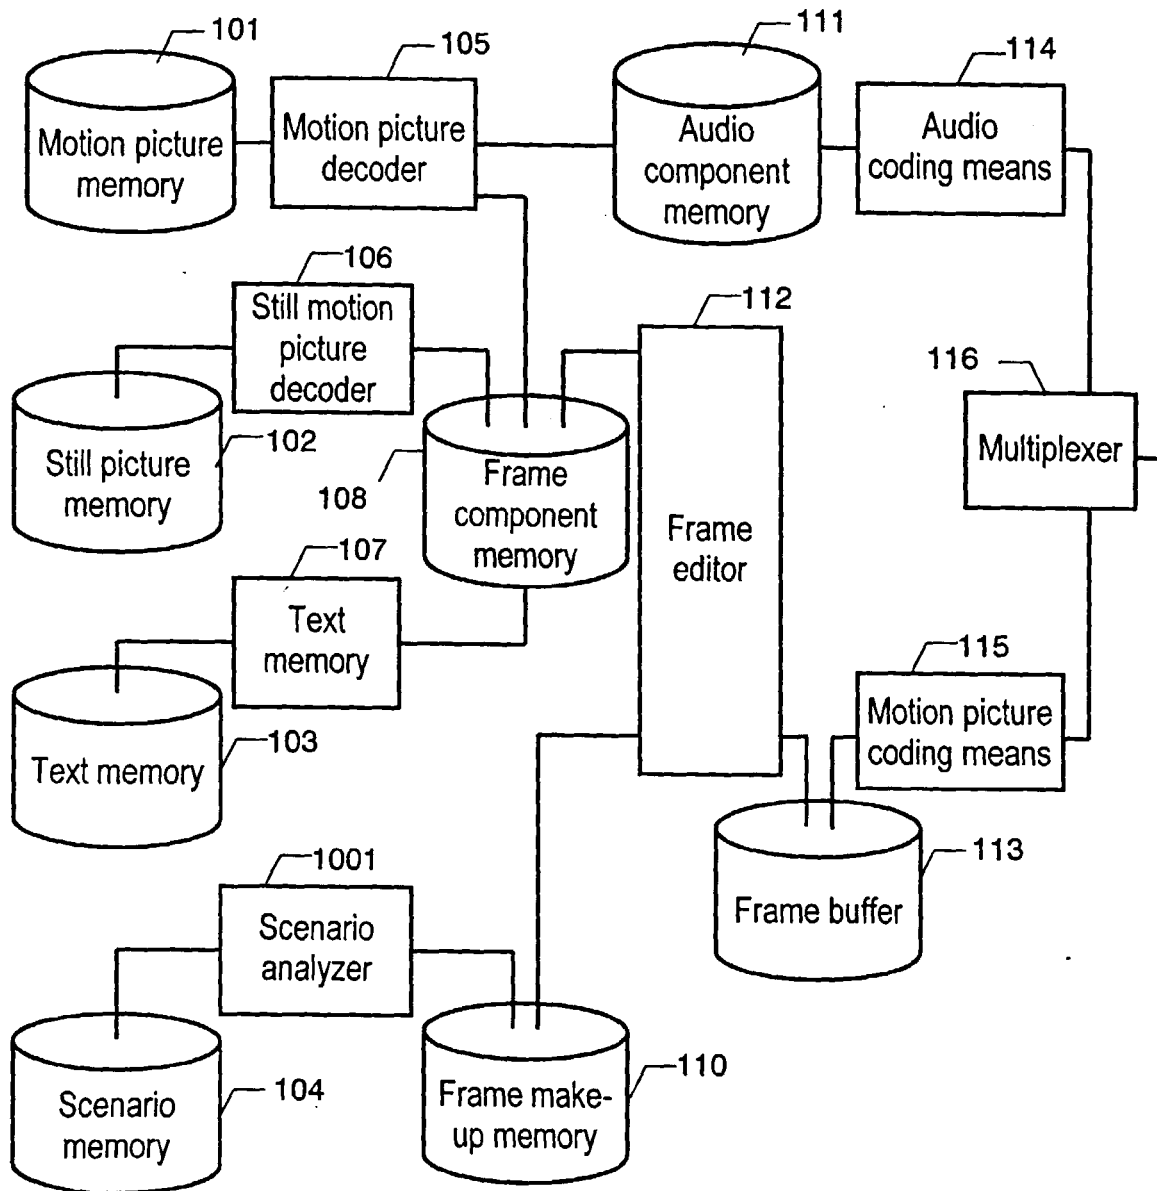 101
Motion picture
memory
105
Motion picture
decoder
111
Audio
component
memory
114
Audio
coding means
106
Still motion
picture
decoder
102
Still picture
memory
108
Frame
component
memory
112
Frame
editor
116
Multiplexer
107
Text
memory
103
Text memory
115
Motion picture
coding means
113
Frame buffer
1001
Scenario
analyzer
104
Scenario
memory
110
Frame make-
up memory